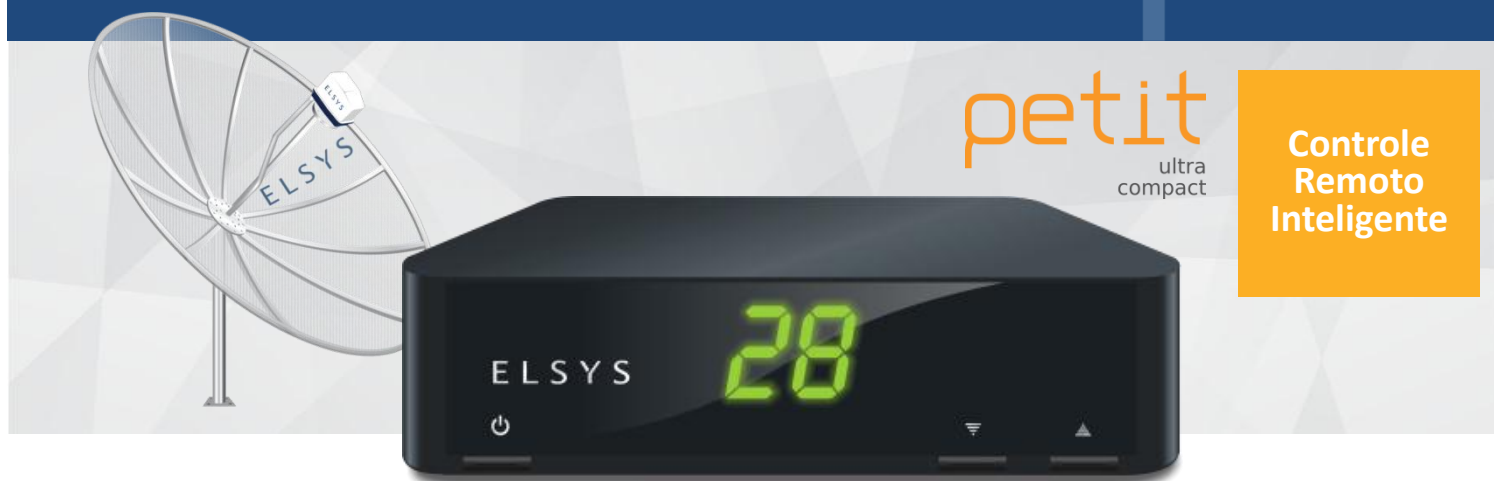 ELSYS
ELSYS
petit
ultra
compact
Controle
Remoto
Inteligente
28
ELSYS